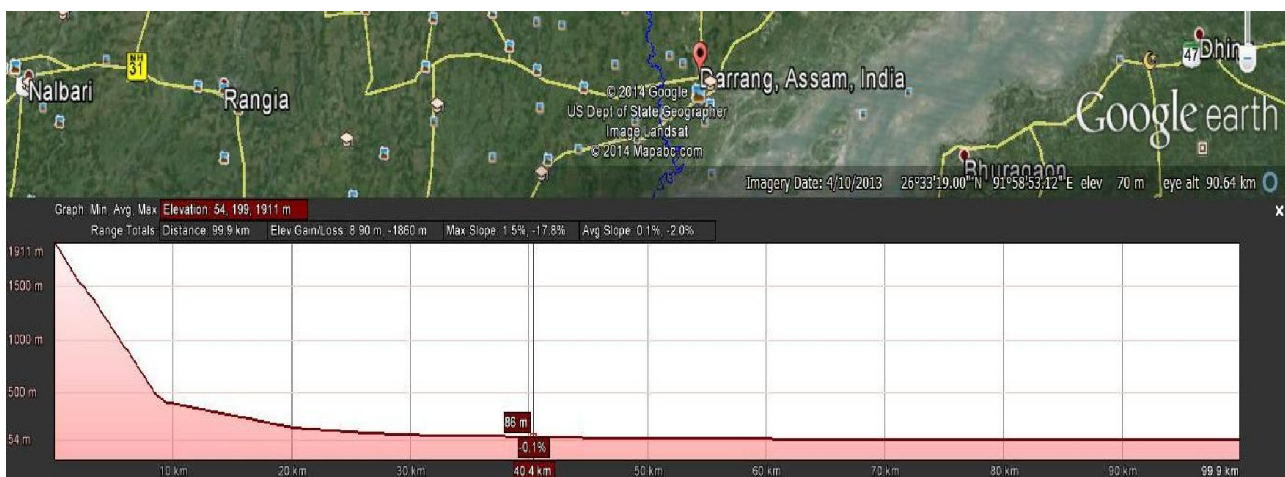 NH
31
Nalbari
Rangia
Darrang, Assam, India
47
Dhin
© 2014 Google
US Dept of State Geographer
Image Landsat
© 2014 Mapabc.com
Google earth
Bhuragaon
Imagery Date: 4/10/2013 26°33'19.00" N 91°58'53.12" E elev 70 m eye alt 90.64 km
Graph: Min, Avg, Max Elevation: 54, 199, 1911 m
Range Totals: Distance: 99.9 km Elev Gain/Loss: 8.90 m, -1860 m Max Slope: 1.5%, -17.8% Avg Slope: 0.1%, -2.0%
1911 m
1500 m
1000 m
500 m
54 m
86 m
-0.1%
10 km 20 km 30 km 40.4 km 50 km 60 km 70 km 80 km 90 km 99.9 km